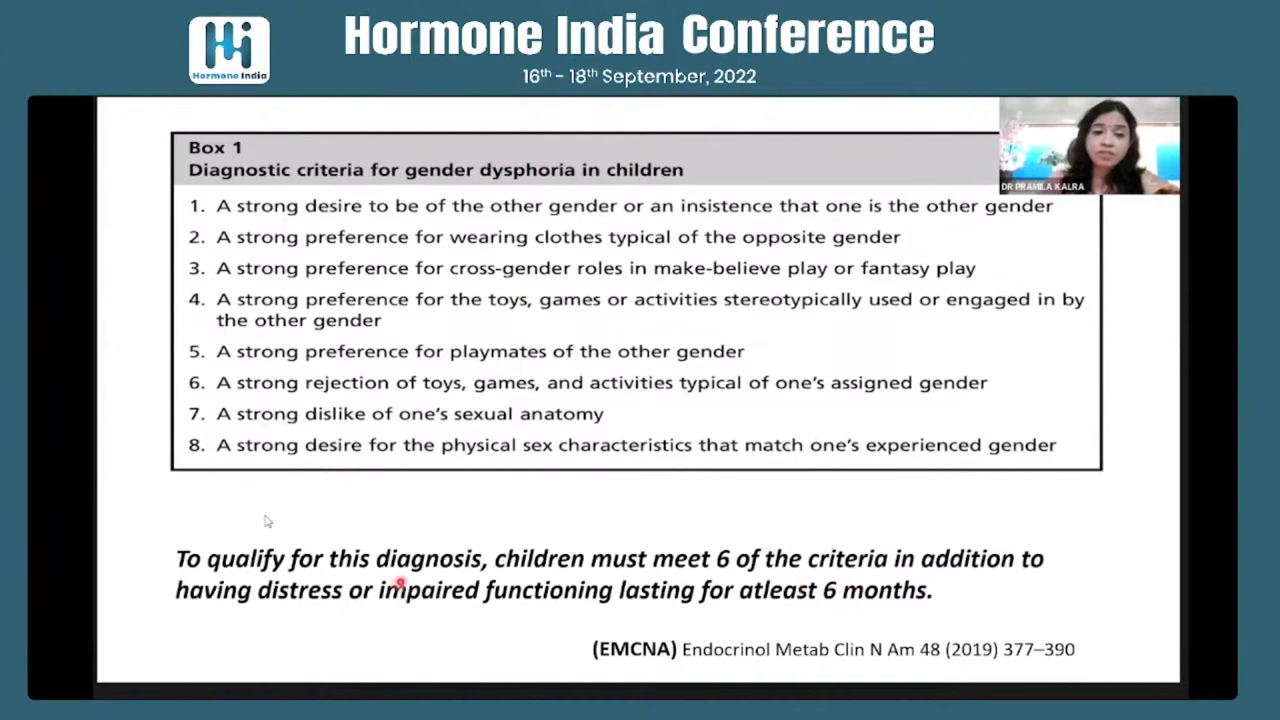 Hormone India Conference
16th - 18th September, 2022
Hi
Hormone India
DR PRAMILA KALRA
Box 1
Diagnostic criteria for gender dysphoria in children
1. A strong desire to be of the other gender or an insistence that one is the other gender
2. A strong preference for wearing clothes typical of the opposite gender
3. A strong preference for cross-gender roles in make-believe play or fantasy play
4. A strong preference for the toys, games or activities stereotypically used or engaged in by
the other gender
5. A strong preference for playmates of the other gender
6. A strong rejection of toys, games, and activities typical of one's assigned gender
7. A strong dislike of one's sexual anatomy
8. A strong desire for the physical sex characteristics that match one's experienced gender
To qualify for this diagnosis, children must meet 6 of the criteria in addition to
having distress or impaired functioning lasting for atleast 6 months.
(EMCNA) Endocrinol Metab Clin N Am 48 (2019) 377–390